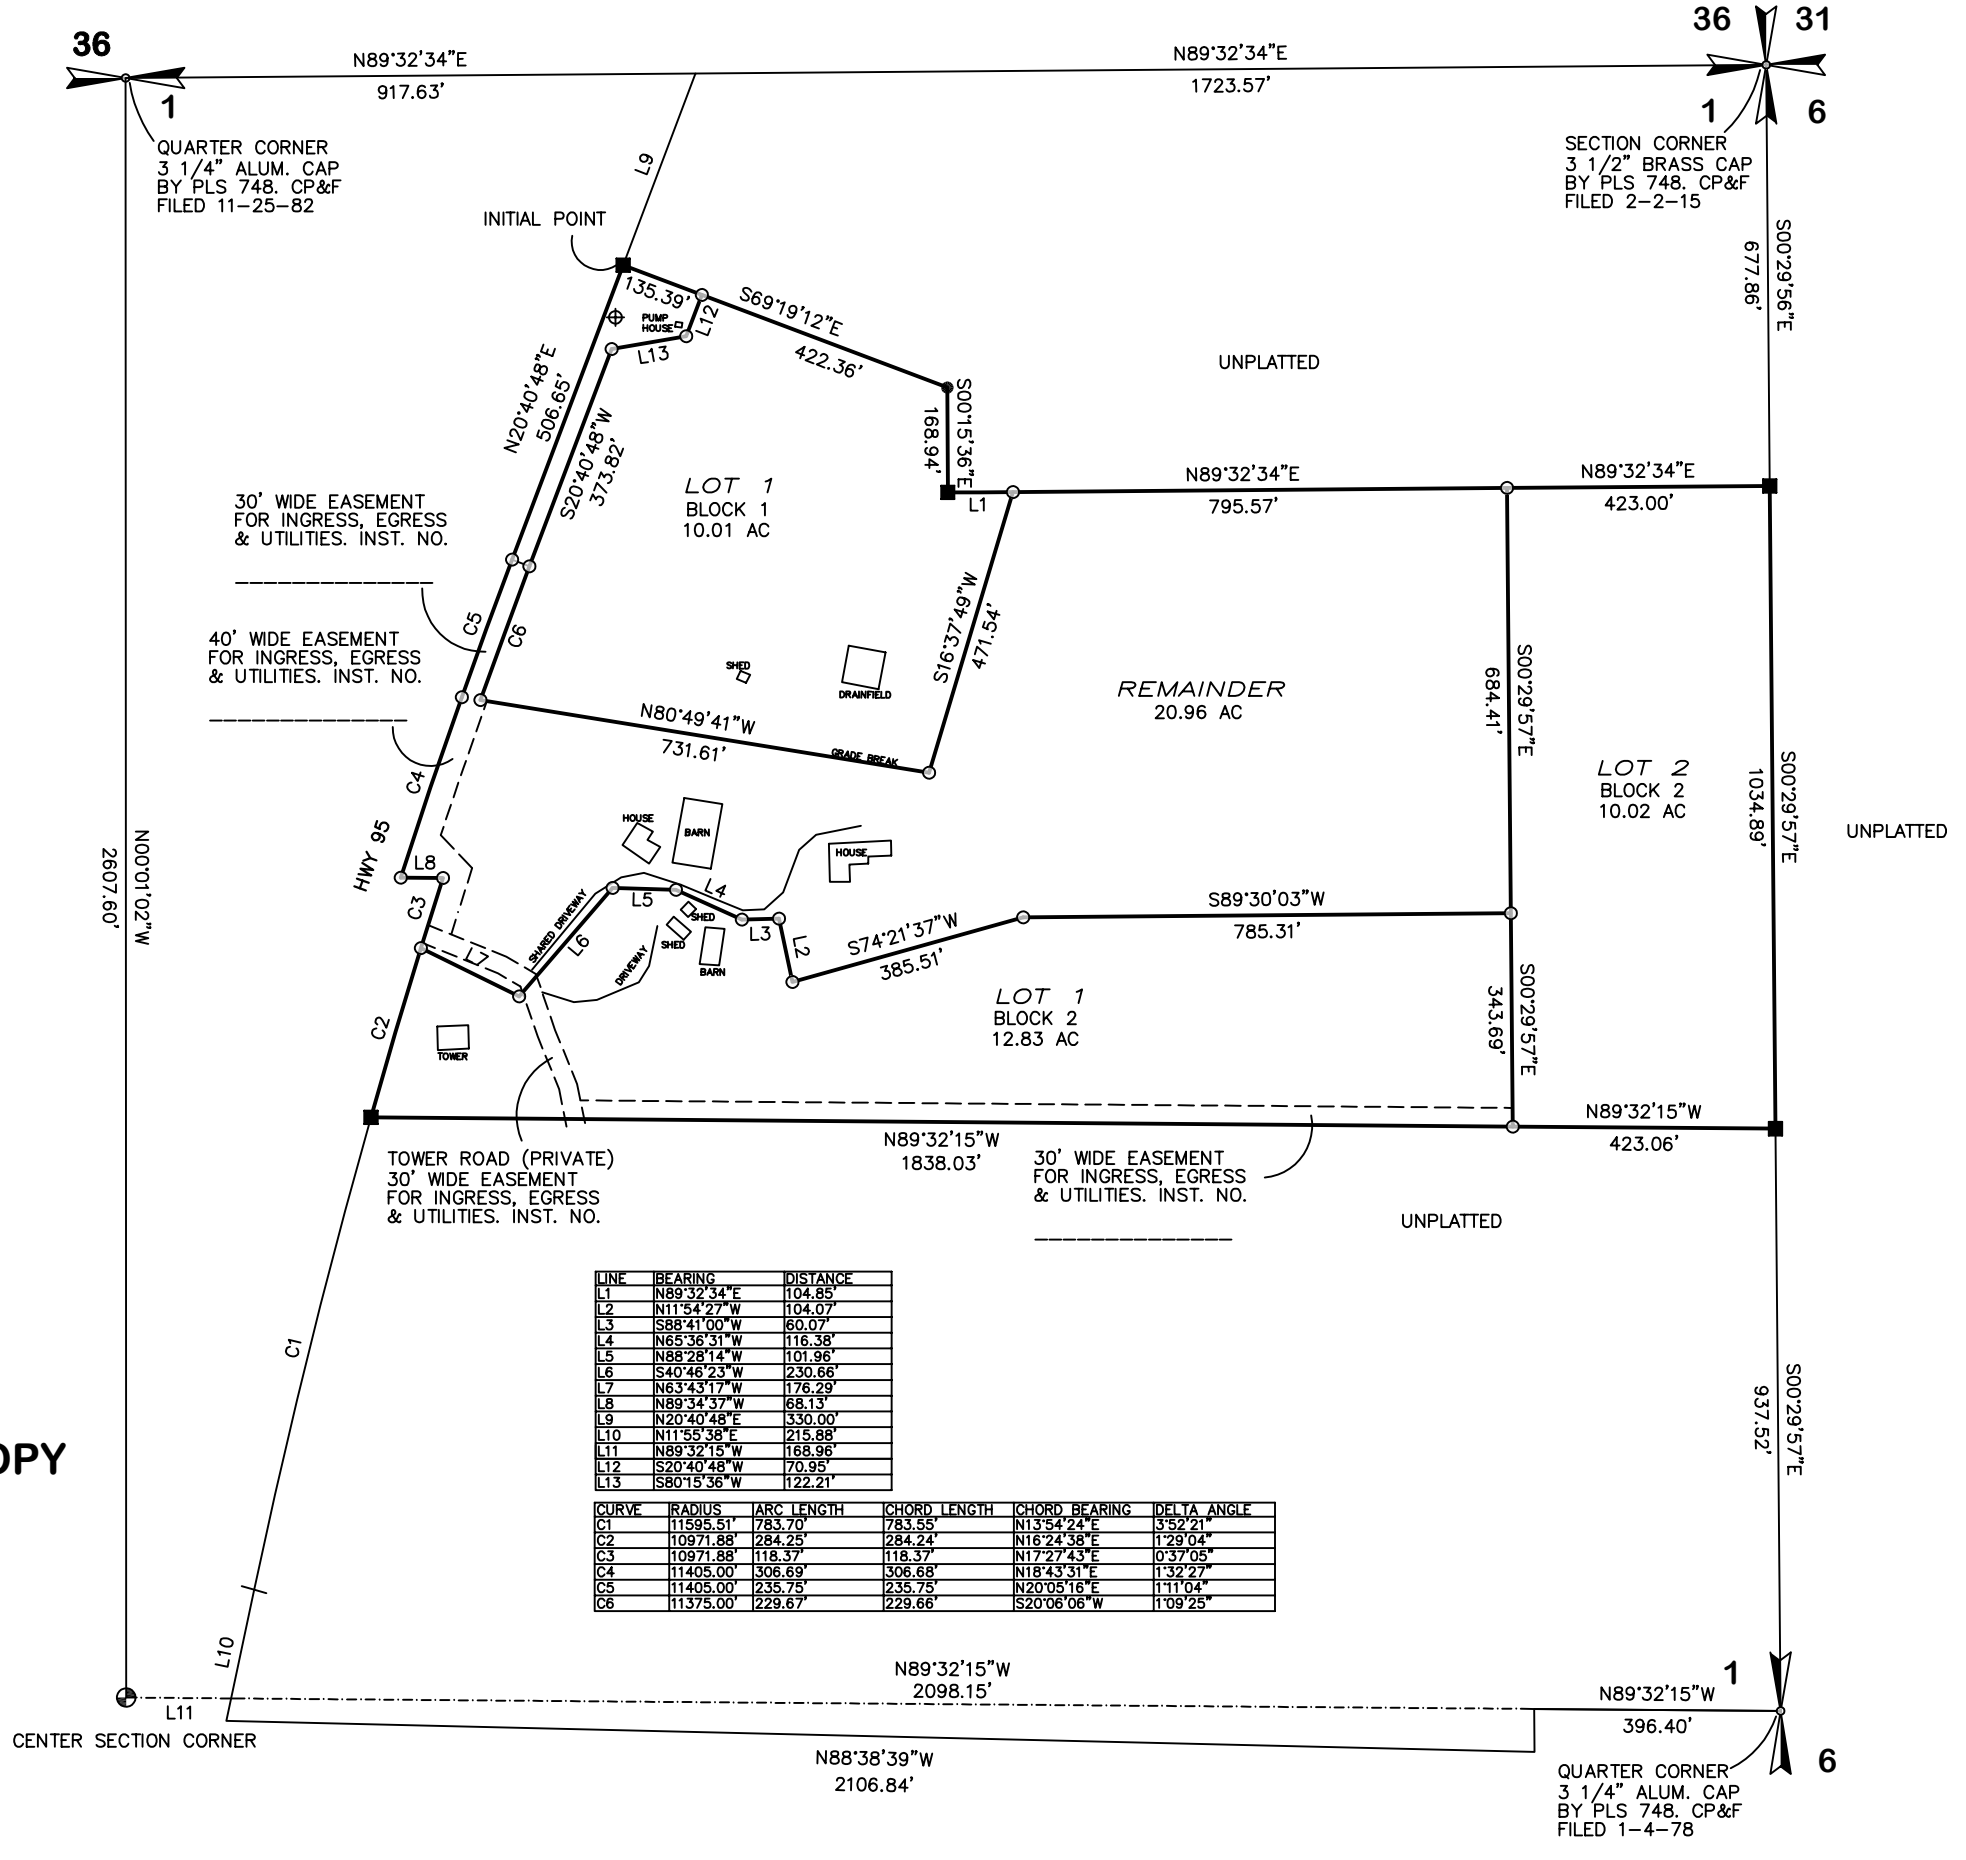 36
1
N89°32'34"E
917.63'
N89°32'34"E
1723.57'
36 31
1 6
QUARTER CORNER
3 1/4" ALUM. CAP
BY PLS 748. CP&F
FILED 11-25-82
SECTION CORNER
3 1/2" BRASS CAP
BY PLS 748. CP&F
FILED 2-2-15
L9
INITIAL POINT
S00°29'56"E
677.86'
135.39'
PUMP
HOUSE
L12
L13
S69°19'12"E
422.36'
UNPLATTED
N20°40'48"E
506.65'
S20°40'48"W
373.82'
S00°15'36"E
168.94'
L1
N89°32'34"E
795.57'
N89°32'34"E
423.00'
LOT 1
BLOCK 1
10.01 AC
30' WIDE EASEMENT
FOR INGRESS, EGRESS
& UTILITIES. INST. NO.
______________
C5
C6
40' WIDE EASEMENT
FOR INGRESS, EGRESS
& UTILITIES. INST. NO.
______________
SHED
DRAINFIELD
S16°37'49"W
471.54'
REMAINDER
20.96 AC
S00°29'57"E
684.41'
LOT 2
BLOCK 2
10.02 AC
S00°29'57"E
1034.89'
UNPLATTED
N80°49'41"W
731.61'
GRADE BREAK
C4
HWY 95
N00°01'02"W
2607.60'
HOUSE
BARN
HOUSE
L8
C3
L5
L4
SHED
SHED
L3
L2
BARN
SHARED DRIVEWAY
L6
DRIVEWAY
L7
S74°21'37"W
385.51'
S89°30'03"W
785.31'
LOT 1
BLOCK 2
12.83 AC
S00°29'57"E
343.69'
C2
TOWER
N89°32'15"W
1838.03'
N89°32'15"W
423.06'
TOWER ROAD (PRIVATE)
30' WIDE EASEMENT
FOR INGRESS, EGRESS
& UTILITIES. INST. NO.
30' WIDE EASEMENT
FOR INGRESS, EGRESS
& UTILITIES. INST. NO.
______________
UNPLATTED
LINE BEARING DISTANCE
L1 N89°32'34"E 104.85'
L2 N11°54'27"W 104.07'
L3 S88°41'00"W 60.07'
L4 N65°36'31"W 116.38'
L5 N88°28'14"W 101.96'
L6 S40°46'23"W 230.66'
L7 N63°43'17"W 176.29'
L8 N89°34'37"W 68.13'
L9 N20°40'48"E 330.00'
L10 N11°55'38"E 215.88'
L11 N89°32'15"W 168.96'
L12 S20°40'48"W 70.95'
L13 S80°15'36"W 122.21'
CURVE RADIUS ARC LENGTH CHORD LENGTH CHORD BEARING DELTA ANGLE
C1 11595.51' 783.70' 783.55' N13°54'24"E 3°52'21"
C2 10971.88' 284.25' 284.24' N16°24'38"E 1°29'04"
C3 10971.88' 118.37' 118.37' N17°27'43"E 0°37'05"
C4 11405.00' 306.69' 306.68' N18°43'31"E 1°32'27"
C5 11405.00' 235.75' 235.75' N20°05'16"E 1°11'04"
C6 11375.00' 229.67' 229.66' S20°06'06"W 1°09'25"
C1
OPY
S00°29'57"E
937.52'
L10
L11
CENTER SECTION CORNER
N89°32'15"W
2098.15'
N89°32'15"W
396.40'
1
6
N88°38'39"W
2106.84'
QUARTER CORNER
3 1/4" ALUM. CAP
BY PLS 748. CP&F
FILED 1-4-78